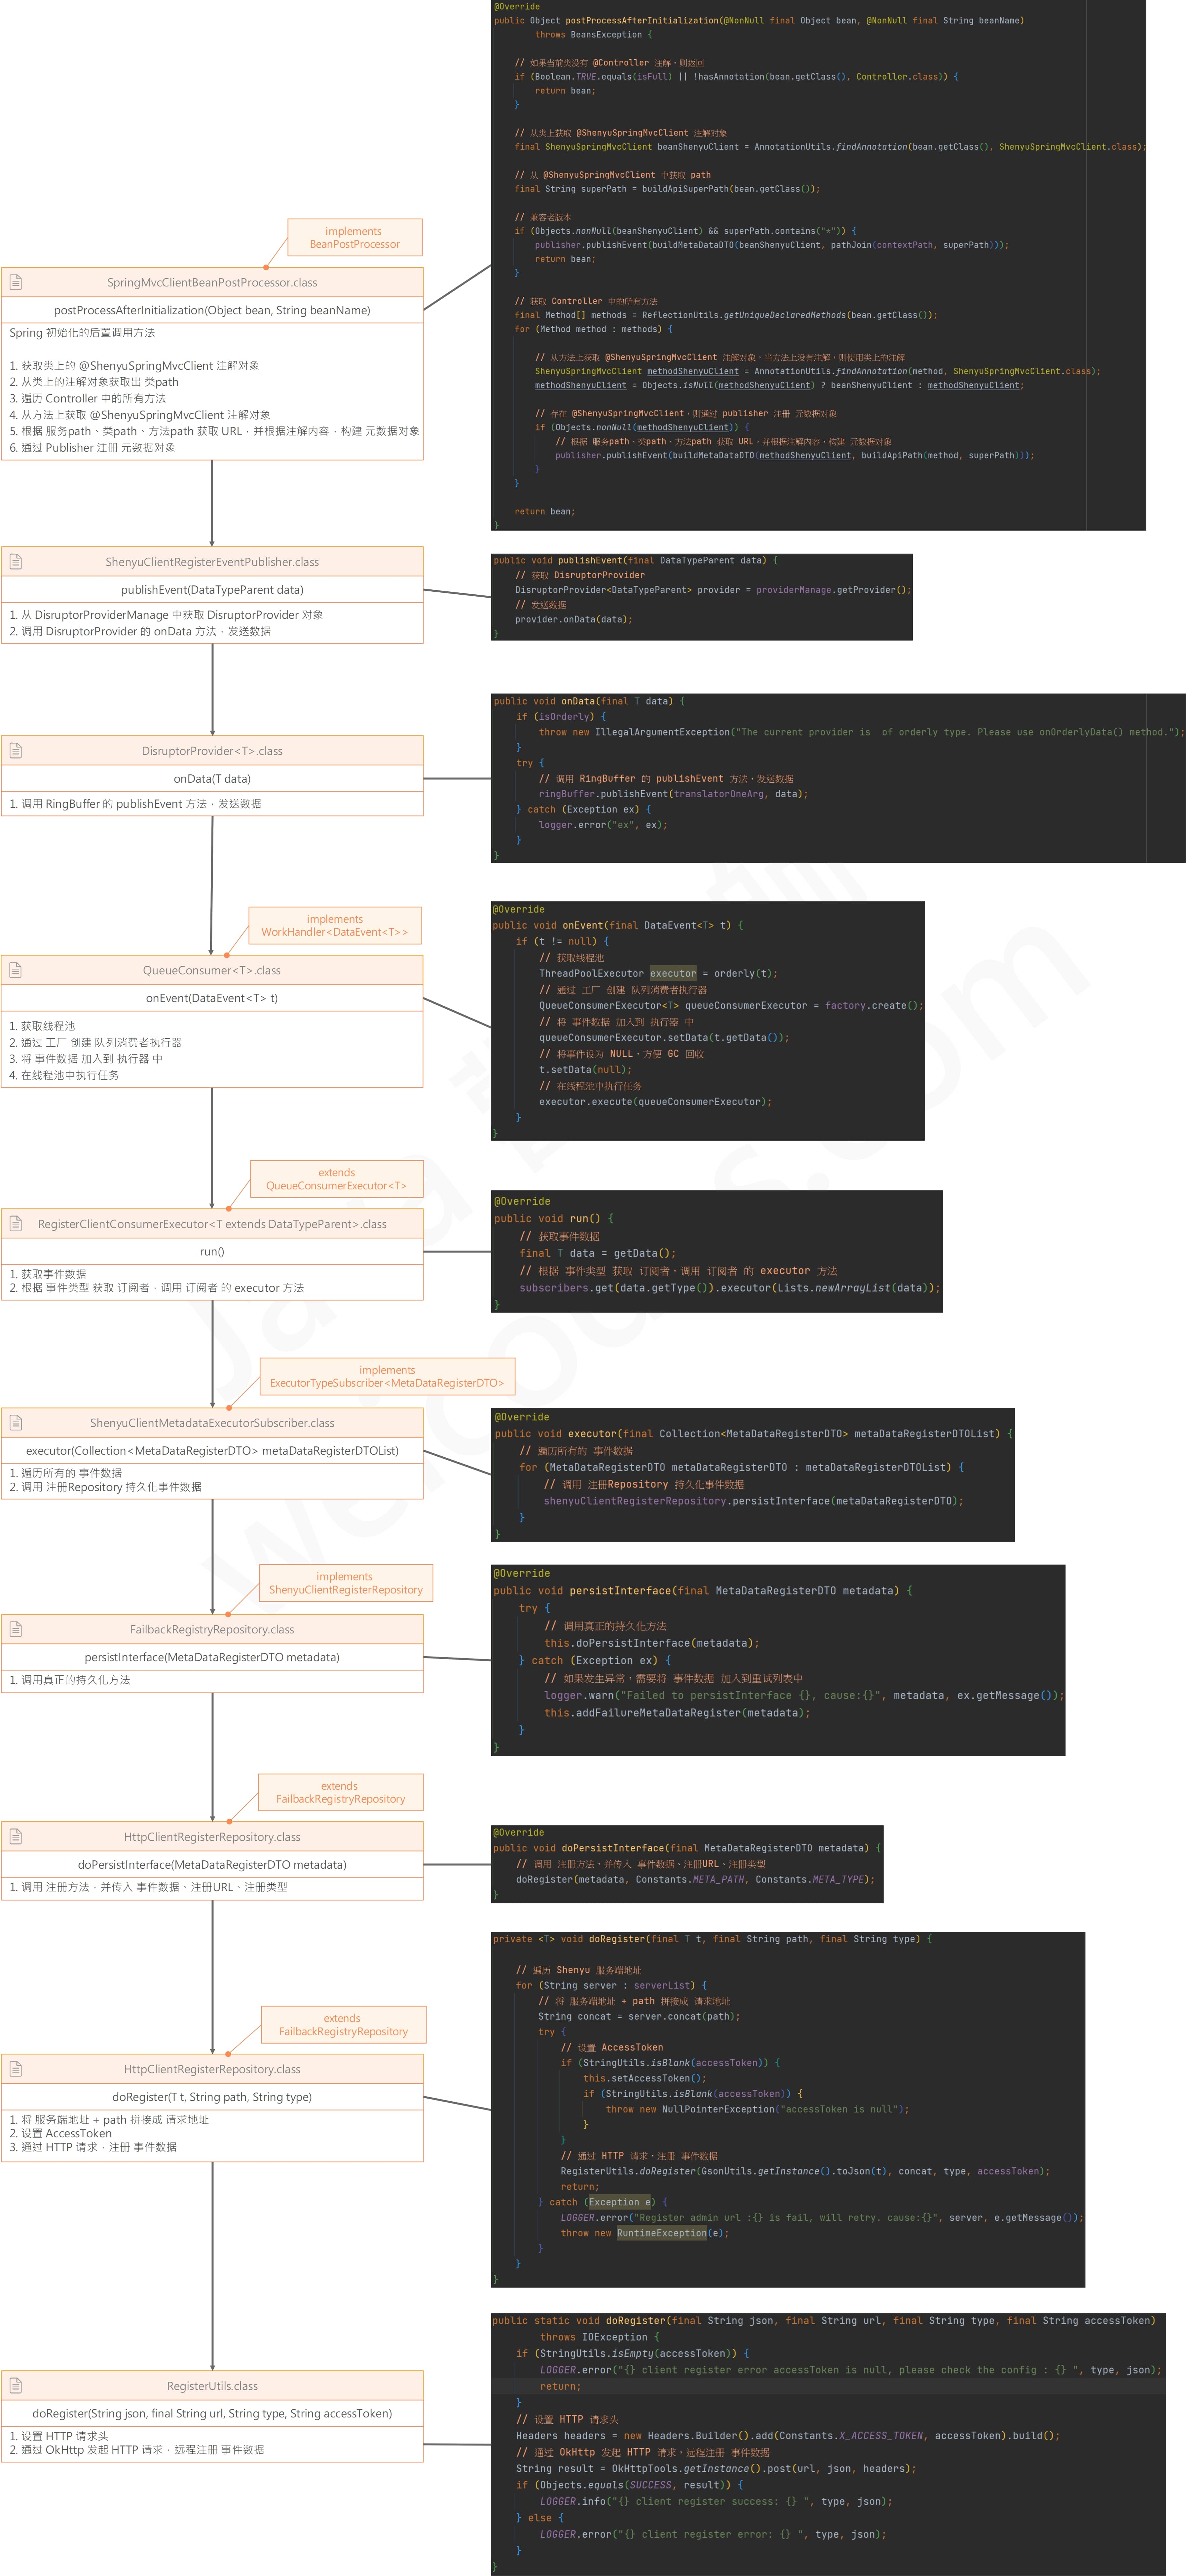 @Override
public Object postProcessAfterInitialization(@NonNull final Object bean, @NonNull final String beanName)
throws BeansException {
// 如果当前类没有 @Controller 注解，则返回
if (Boolean.TRUE.equals(isFull) || !hasAnnotation(bean.getClass(), Controller.class)) {
return bean;
}
// 从类上获取 @ShenyuSpringMvcClient 注解对象
final ShenyuSpringMvcClient beanShenyuClient = AnnotationUtils.findAnnotation(bean.getClass(), ShenyuSpringMvcClient.class);
// 从 @ShenyuSpringMvcClient 中获取 path
final String superPath = buildApiSuperPath(bean.getClass());
// 兼容老版本
if (Objects.nonNull(beanShenyuClient) && superPath.contains("*")) {
publisher.publishEvent(buildMetaDataDTO(beanShenyuClient, pathJoin(contextPath, superPath)));
return bean;
}
// 获取 Controller 中的所有方法
final Method[] methods = ReflectionUtils.getUniqueDeclaredMethods(bean.getClass());
for (Method method : methods) {
// 从方法上获取 @ShenyuSpringMvcClient 注解对象，当方法上没有注解，则使用类上的注解
ShenyuSpringMvcClient methodShenyuClient = AnnotationUtils.findAnnotation(method, ShenyuSpringMvcClient.class);
methodShenyuClient = Objects.isNull(methodShenyuClient) ? beanShenyuClient : methodShenyuClient;
// 存在 @ShenyuSpringMvcClient，则通过 publisher 注册 元数据对象
if (Objects.nonNull(methodShenyuClient)) {
// 根据 服务path、类path、方法path 获取 URL，并根据注解内容，构建 元数据对象
publisher.publishEvent(buildMetaDataDTO(methodShenyuClient, buildApiPath(method, superPath)));
}
}
return bean;
}
implements
BeanPostProcessor
SpringMvcClientBeanPostProcessor.class
postProcessAfterInitialization(Object bean, String beanName)
Spring 初始化的后置调用方法
1. 获取类上的 @ShenyuSpringMvcClient 注解对象
2. 从类上的注解对象获取出 类path
3. 遍历 Controller 中的所有方法
4. 从方法上获取 @ShenyuSpringMvcClient 注解对象
5. 根据 服务path、类path、方法path 获取 URL，并根据注解内容，构建 元数据对象
6. 通过 Publisher 注册 元数据对象
ShenyuClientRegisterEventPublisher.class
publishEvent(DataTypeParent data)
1. 从 DisruptorProviderManage 中获取 DisruptorProvider 对象
2. 调用 DisruptorProvider 的 onData 方法，发送数据
public void publishEvent(final DataTypeParent data) {
// 获取 DisruptorProvider
DisruptorProvider<DataTypeParent> provider = providerManage.getProvider();
// 发送数据
provider.onData(data);
}
DisruptorProvider<T>.class
onData(T data)
1. 调用 RingBuffer 的 publishEvent 方法，发送数据
public void onData(final T data) {
if (isOrderly) {
throw new IllegalArgumentException("The current provider is  of orderly type. Please use onOrderlyData() method.");
}
try {
// 调用 RingBuffer 的 publishEvent 方法，发送数据
ringBuffer.publishEvent(translatorOneArg, data);
} catch (Exception ex) {
logger.error("ex", ex);
}
}
implements
WorkHandler<DataEvent<T>>
QueueConsumer<T>.class
onEvent(DataEvent<T> t)
1. 获取线程池
2. 通过 工厂 创建 队列消费者执行器
3. 将 事件数据 加入到 执行器 中
4. 在线程池中执行任务
@Override
public void onEvent(final DataEvent<T> t) {
if (t != null) {
// 获取线程池
ThreadPoolExecutor executor = orderly(t);
// 通过 工厂 创建 队列消费者执行器
QueueConsumerExecutor<T> queueConsumerExecutor = factory.create();
// 将 事件数据 加入到 执行器 中
queueConsumerExecutor.setData(t.getData());
// 将事件设为 NULL，方便 GC 回收
t.setData(null);
// 在线程池中执行任务
executor.execute(queueConsumerExecutor);
}
}
extends
QueueConsumerExecutor<T>
RegisterClientConsumerExecutor<T extends DataTypeParent>.class
run()
1. 获取事件数据
2. 根据 事件类型 获取 订阅者，调用 订阅者 的 executor 方法
@Override
public void run() {
// 获取事件数据
final T data = getData();
// 根据 事件类型 获取 订阅者，调用 订阅者 的 executor 方法
subscribers.get(data.getType()).executor(Lists.newArrayList(data));
}
implements
ExecutorTypeSubscriber<MetaDataRegisterDTO>
ShenyuClientMetadataExecutorSubscriber.class
executor(Collection<MetaDataRegisterDTO> metaDataRegisterDTOList)
1. 遍历所有的 事件数据
2. 调用 注册Repository 持久化事件数据
@Override
public void executor(final Collection<MetaDataRegisterDTO> metaDataRegisterDTOList) {
// 遍历所有的 事件数据
for (MetaDataRegisterDTO metaDataRegisterDTO : metaDataRegisterDTOList) {
// 调用 注册Repository 持久化事件数据
shenyuClientRegisterRepository.persistInterface(metaDataRegisterDTO);
}
}
implements
ShenyuClientRegisterRepository
FailbackRegistryRepository.class
persistInterface(MetaDataRegisterDTO metadata)
1. 调用真正的持久化方法
@Override
public void persistInterface(final MetaDataRegisterDTO metadata) {
try {
// 调用真正的持久化方法
this.doPersistInterface(metadata);
} catch (Exception ex) {
// 如果发生异常，需要将 事件数据 加入到重试列表中
logger.warn("Failed to persistInterface {}, cause:{}", metadata, ex.getMessage());
this.addFailureMetaDataRegister(metadata);
}
}
extends
FailbackRegistryRepository
HttpClientRegisterRepository.class
doPersistInterface(MetaDataRegisterDTO metadata)
1. 调用 注册方法，并传入 事件数据、注册URL、注册类型
@Override
public void doPersistInterface(final MetaDataRegisterDTO metadata) {
// 调用 注册方法，并传入 事件数据、注册URL、注册类型
doRegister(metadata, Constants.META_PATH, Constants.META_TYPE);
}
extends
FailbackRegistryRepository
HttpClientRegisterRepository.class
doRegister(T t, String path, String type)
1. 将 服务端地址 + path 拼接成 请求地址
2. 设置 AccessToken
3. 通过 HTTP 请求，注册 事件数据
private <T> void doRegister(final T t, final String path, final String type) {
// 遍历 Shenyu 服务端地址
for (String server : serverList) {
// 将 服务端地址 + path 拼接成 请求地址
String concat = server.concat(path);
try {
// 设置 AccessToken
if (StringUtils.isBlank(accessToken)) {
this.setAccessToken();
if (StringUtils.isBlank(accessToken)) {
throw new NullPointerException("accessToken is null");
}
}
// 通过 HTTP 请求，注册 事件数据
RegisterUtils.doRegister(GsonUtils.getInstance().toJson(t), concat, type, accessToken);
return;
} catch (Exception e) {
LOGGER.error("Register admin url :{} is fail, will retry. cause:{}", server, e.getMessage());
throw new RuntimeException(e);
}
}
}
RegisterUtils.class
doRegister(String json, final String url, String type, String accessToken)
1. 设置 HTTP 请求头
2. 通过 OkHttp 发起 HTTP 请求，远程注册 事件数据
public static void doRegister(final String json, final String url, final String type, final String accessToken)
throws IOException {
if (StringUtils.isEmpty(accessToken)) {
LOGGER.error("{} client register error accessToken is null, please check the config : {} ", type, json);
return;
}
// 设置 HTTP 请求头
Headers headers = new Headers.Builder().add(Constants.X_ACCESS_TOKEN, accessToken).build();
// 通过 OkHttp 发起 HTTP 请求，远程注册 事件数据
String result = OkHttpTools.getInstance().post(url, json, headers);
if (Objects.equals(SUCCESS, result)) {
LOGGER.info("{} client register success: {} ", type, json);
} else {
LOGGER.error("{} client register error: {} ", type, json);
}
}